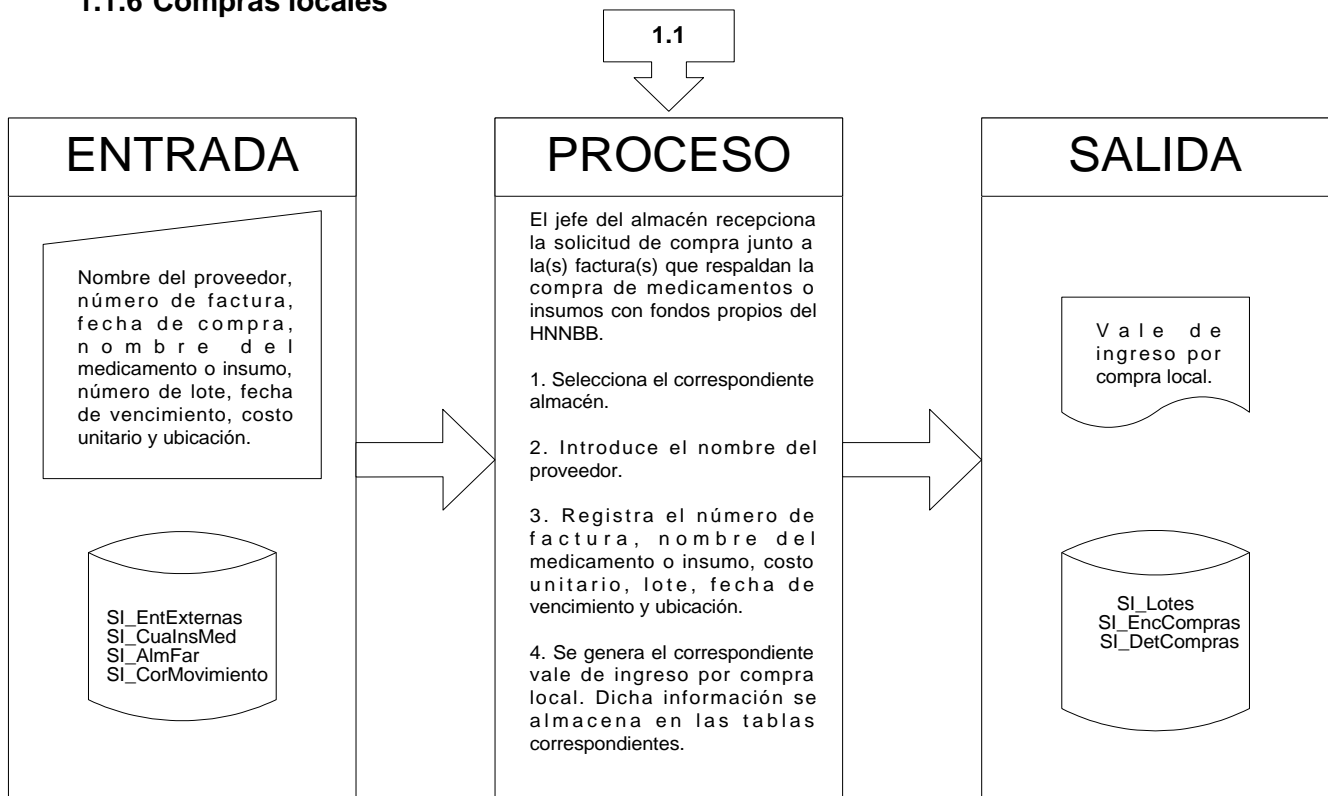 1.1.6 Compras locales
1.1
ENTRADA
Nombre del proveedor,
número de factura,
fecha de compra,
nombre del
medicamento o insumo,
número de lote, fecha
de vencimiento, costo
unitario y ubicación.
SI_EntExternas
SI_CuaInsMed
SI_AlmFar
SI_CorMovimiento
PROCESO
El jefe del almacén recepciona
la solicitud de compra junto a
la(s) factura(s) que respaldan la
compra de medicamentos o
insumos con fondos propios del
HNNBB.
1. Selecciona el correspondiente
almacén.
2. Introduce el nombre del
proveedor.
3. Registra el número de
factura, nombre del
medicamento o insumo, costo
unitario, lote, fecha de
vencimiento y ubicación.
4. Se genera el correspondiente
vale de ingreso por compra
local. Dicha información se
almacena en las tablas
correspondientes.
SALIDA
Vale de
ingreso por
compra local.
SI_Lotes
SI_EncCompras
SI_DetCompras